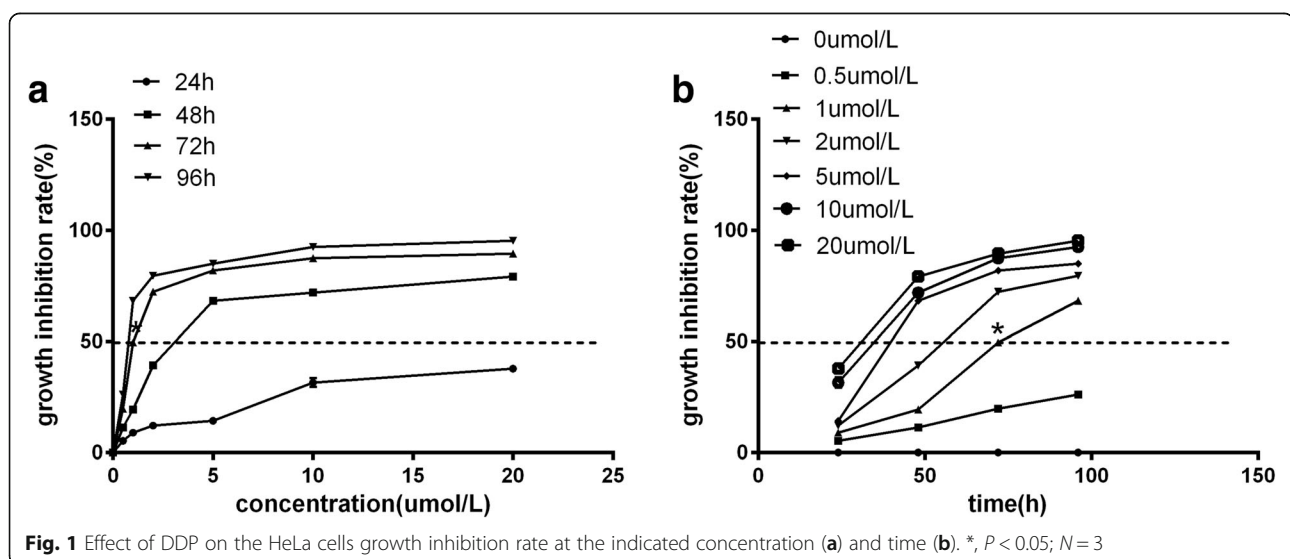 a
24h
48h
72h
96h
growth inhibition rate(%)
150
100
50
0
*
0 5 10 15 20 25
concentration(umol/L)
b
0umol/L
0.5umol/L
1umol/L
2umol/L
5umol/L
10umol/L
20umol/L
growth inhibition rate(%)
150
100
50
0
*
0 50 100 150
time(h)
Fig. 1 Effect of DDP on the HeLa cells growth inhibition rate at the indicated concentration (a) and time (b). *, P < 0.05; N = 3